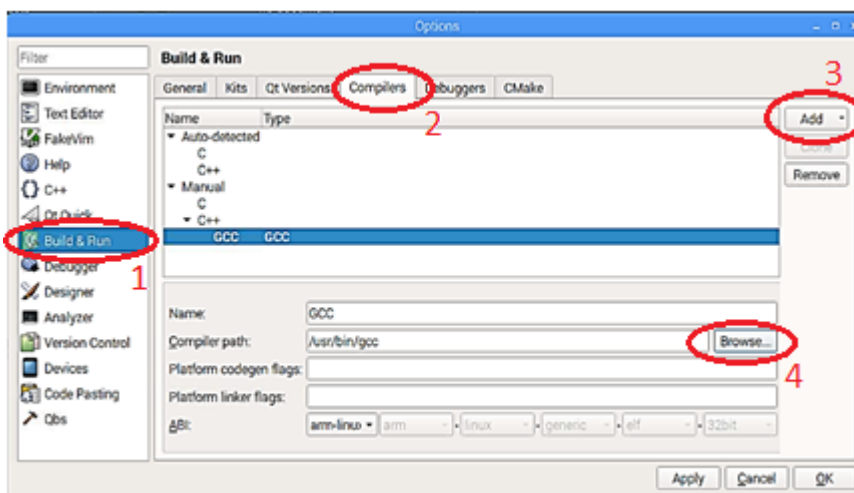 Options
Filter
Environment
Text Editor
FakeVim
Help
C++
Qt Quick
Build & Run
1
Debugger
Designer
Analyzer
Version Control
Devices
Code Pasting
Qbs
Build & Run
General Kits Qt Versions Compilers Debuggers CMake
2
3
Name Type
Auto-detected
C
C++
Manual
C
C++
GCC GCC
Add
Clone
Remove
Name: GCC
Compiler path: /usr/bin/gcc Browse...
4
Platform codegen flags:
Platform linker flags:
ABI: arm-linux arm - linux - generic - elf - 32bit
Apply Cancel OK